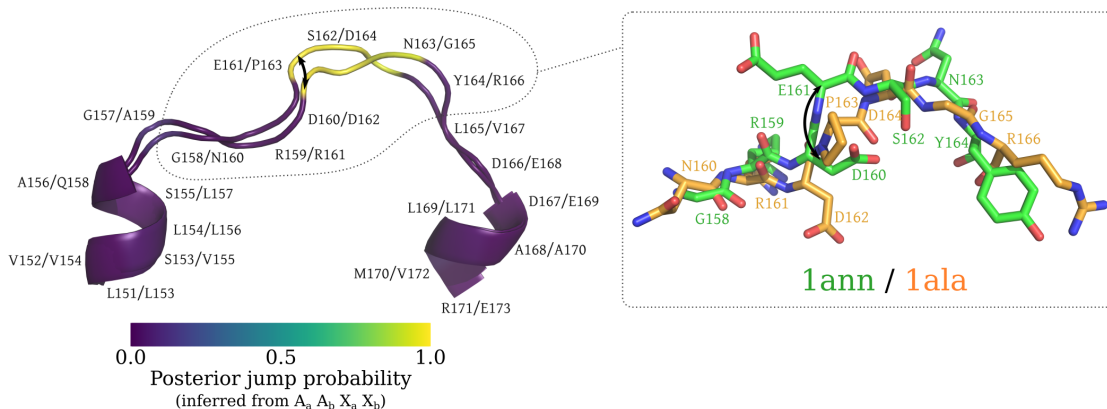 S162/D164
N163/G165
E161/P163
Y164/R166
G157/A159
D160/D162
L165/V167
G158/N160
R159/R161
D166/E168
A156/Q158
S155/L157
D167/E169
L169/L171
L154/L156
A168/A170
V152/V154
S153/V155
M170/V172
L151/L153
R171/E173
0.0
0.5
1.0
Posterior jump probability
(inferred from Aₐ A_b Xₐ X_b)
E161
N163
P163
D164
G165
R159
S162
Y164
R166
N160
D160
R161
G158
D162
1ann / 1ala